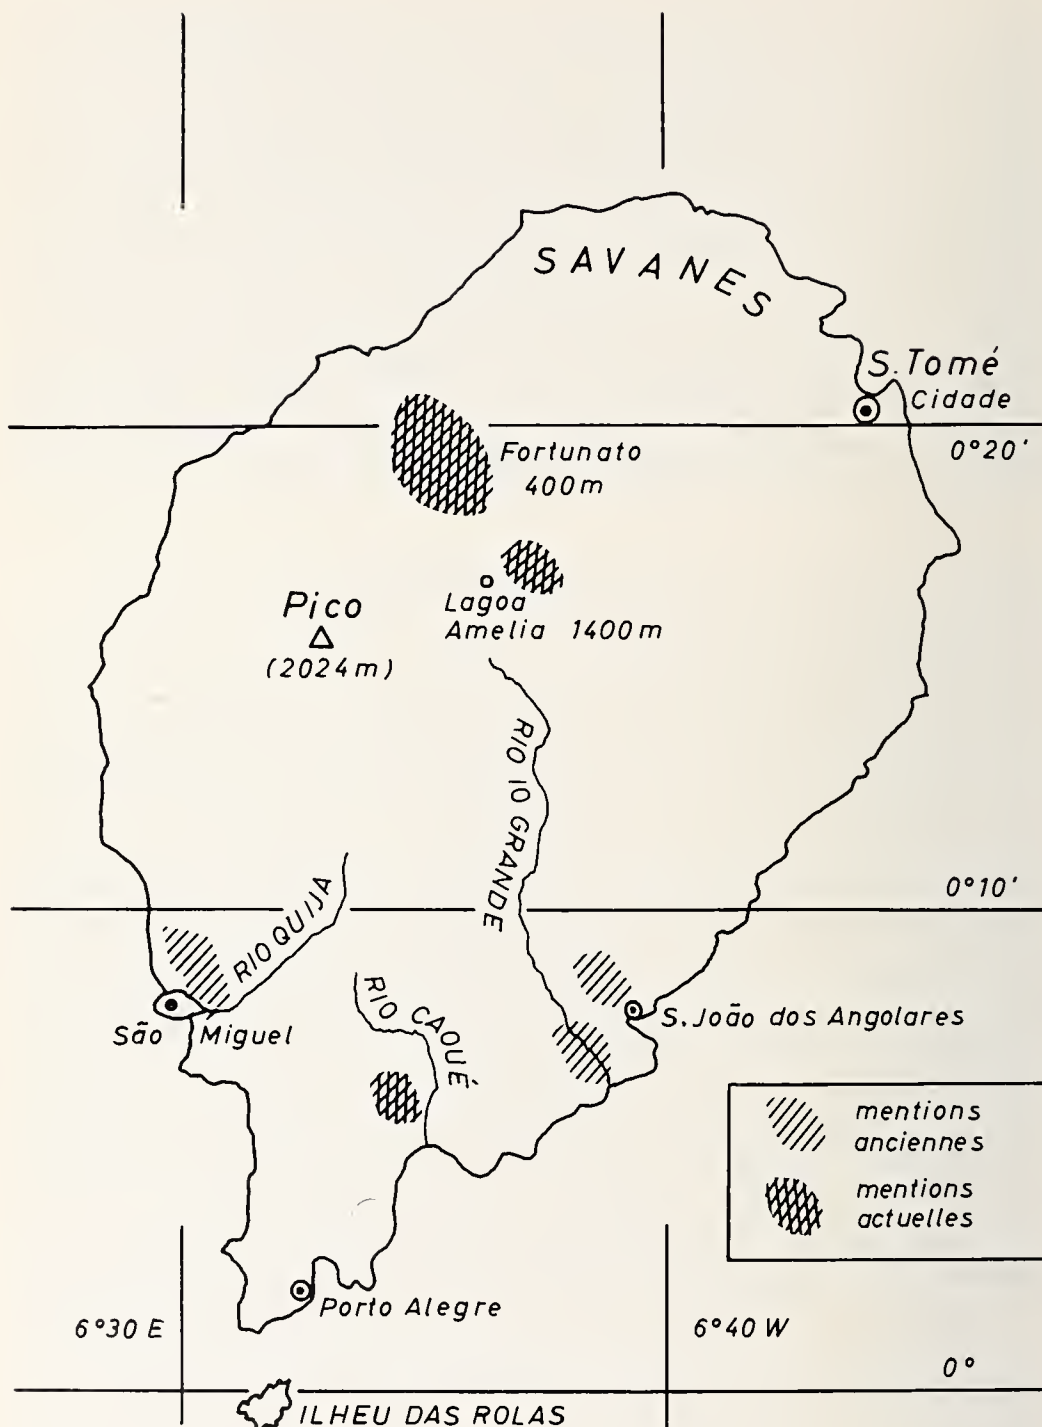 SAVANES
S. Tomé
Cidade
0°20'
Fortunato
400m
Lagoa
Amelia 1400m
Pico
(2024m)
RIO IO GRANDE
0°10'
RIO QUIJA
RIO CAOUÉ
São Miguel
S. João dos Angolares
mentions
anciennes
mentions
actuelles
Porto Alegre
6°30 E
6°40 W
0°
ILHEU DAS ROLAS